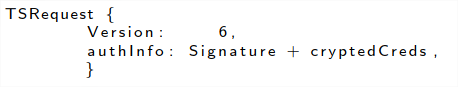 TSRequest {
Version: 6,
authInfo: Signature + cryptedCreds,
}